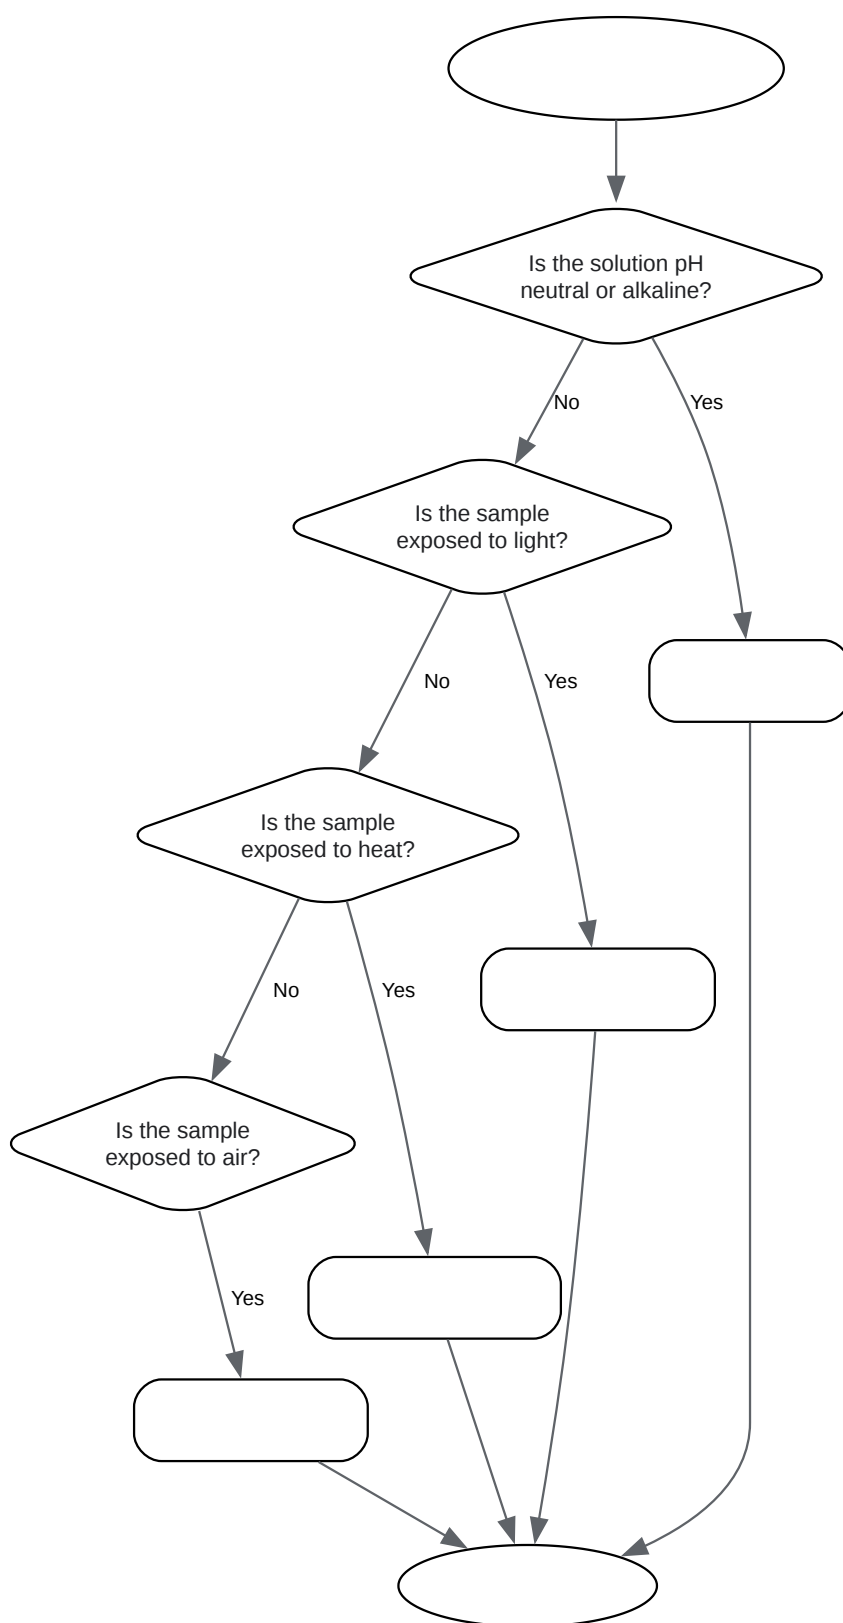 Is the solution pH
neutral or alkaline?
No
Yes
Is the sample
exposed to light?
No
Yes
Is the sample
exposed to heat?
No
Yes
Is the sample
exposed to air?
Yes